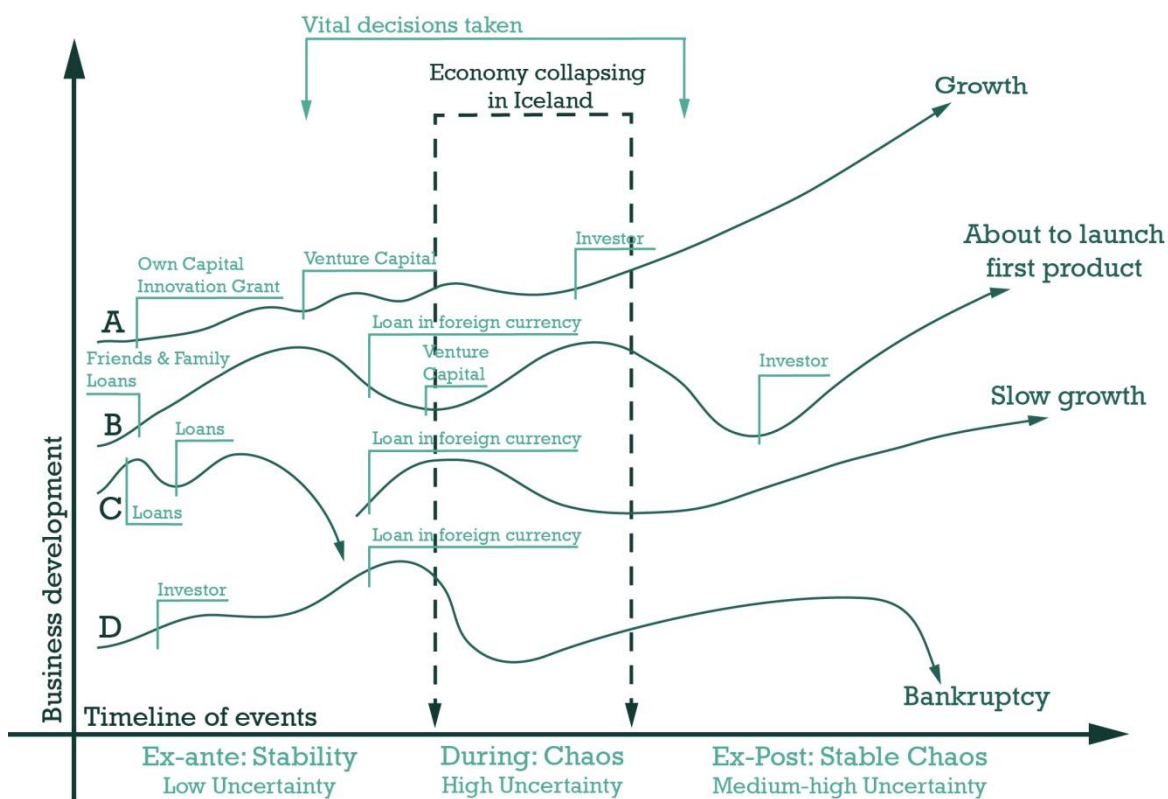 Vital decisions taken
Economy collapsing
in Iceland
Growth
Investor
About to launch
first product
Own Capital
Innovation Grant
Venture Capital
A
Loan in foreign currency
Friends & Family
Loans
Venture
Capital
Investor
B
Slow growth
Loans
Loan in foreign currency
C
Loans
Loan in foreign currency
Investor
D
Bankruptcy
Business development
Timeline of events
Ex-ante: Stability
Low Uncertainty
During: Chaos
High Uncertainty
Ex-Post: Stable Chaos
Medium-high Uncertainty